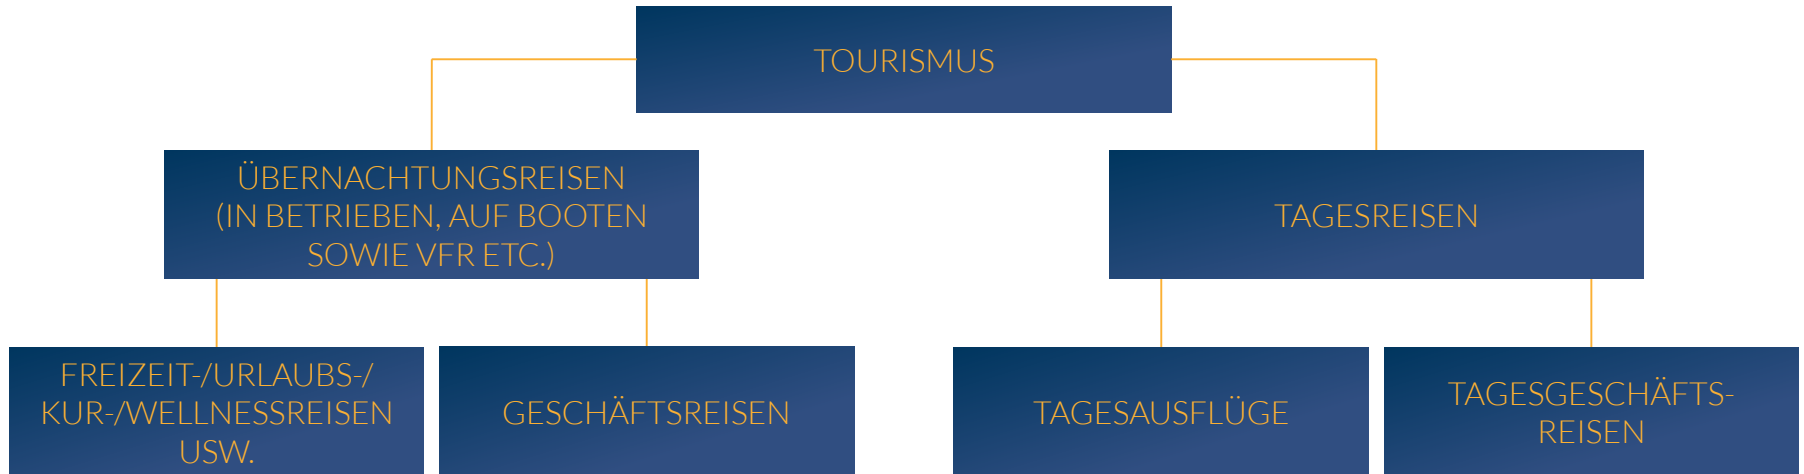 TOURISMUS
ÜBERNACHTUNGSREISEN
(IN BETRIEBEN, AUF BOOTEN
SOWIE VFR ETC.)
TAGESREISEN
FREIZEIT-/URLAUBS-/
KUR-/WELLNESSREISEN
USW.
GESCHÄFTSREISEN
TAGESAUSFLÜGE
TAGESGESCHÄFTS-
REISEN